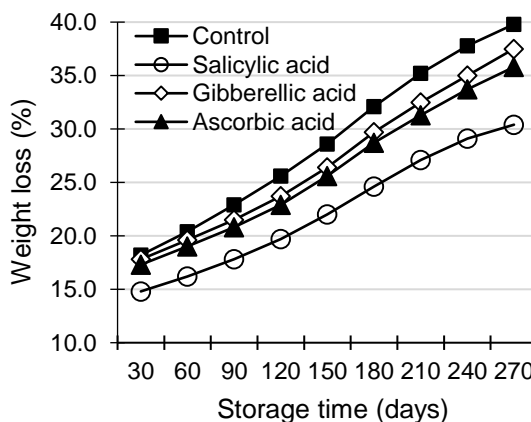 40.0
35.0
30.0
25.0
20.0
15.0
10.0
Weight loss (%)
Control
Salicylic acid
Gibberellic acid
Ascorbic acid
30 60 90 120 150 180 210 240 270
Storage time (days)